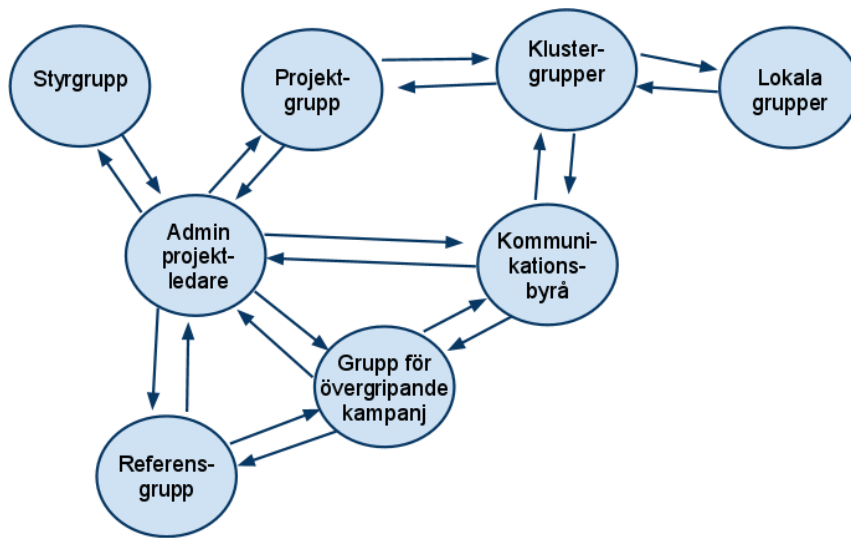 Styrgrupp
Projekt-
grupp
Kluster-
grupper
Lokala
grupper
Admin
projekt-
ledare
Kommuni-
kations-
byrå
Grupp för
övergripande
kampanj
Referens-
grupp